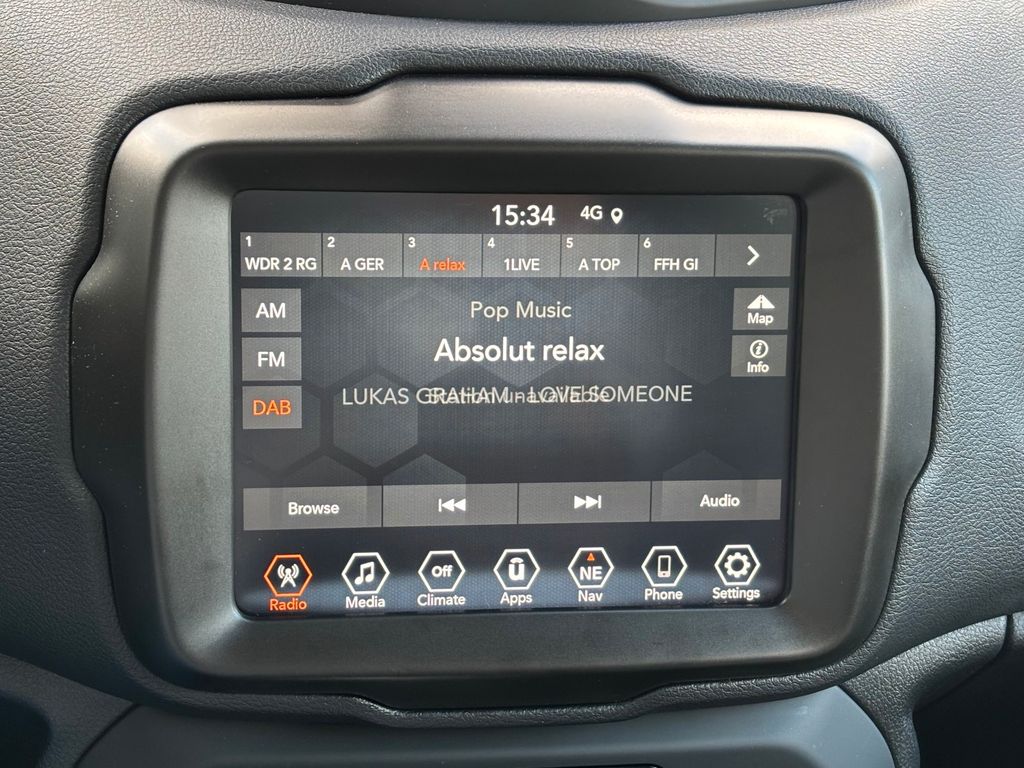 15:34 4G
1 2 3 4 5 6
WDR 2 RG A GER A relax 1LIVE A TOP FFH GI
AM
Pop Music
Map
FM
Absolut relax
Info
DAB
LUKAS GRAHAM - LOVE SOMEONE
Station unavailable
Browse Audio
Off NE
Radio Media Climate Apps Nav Phone Settings